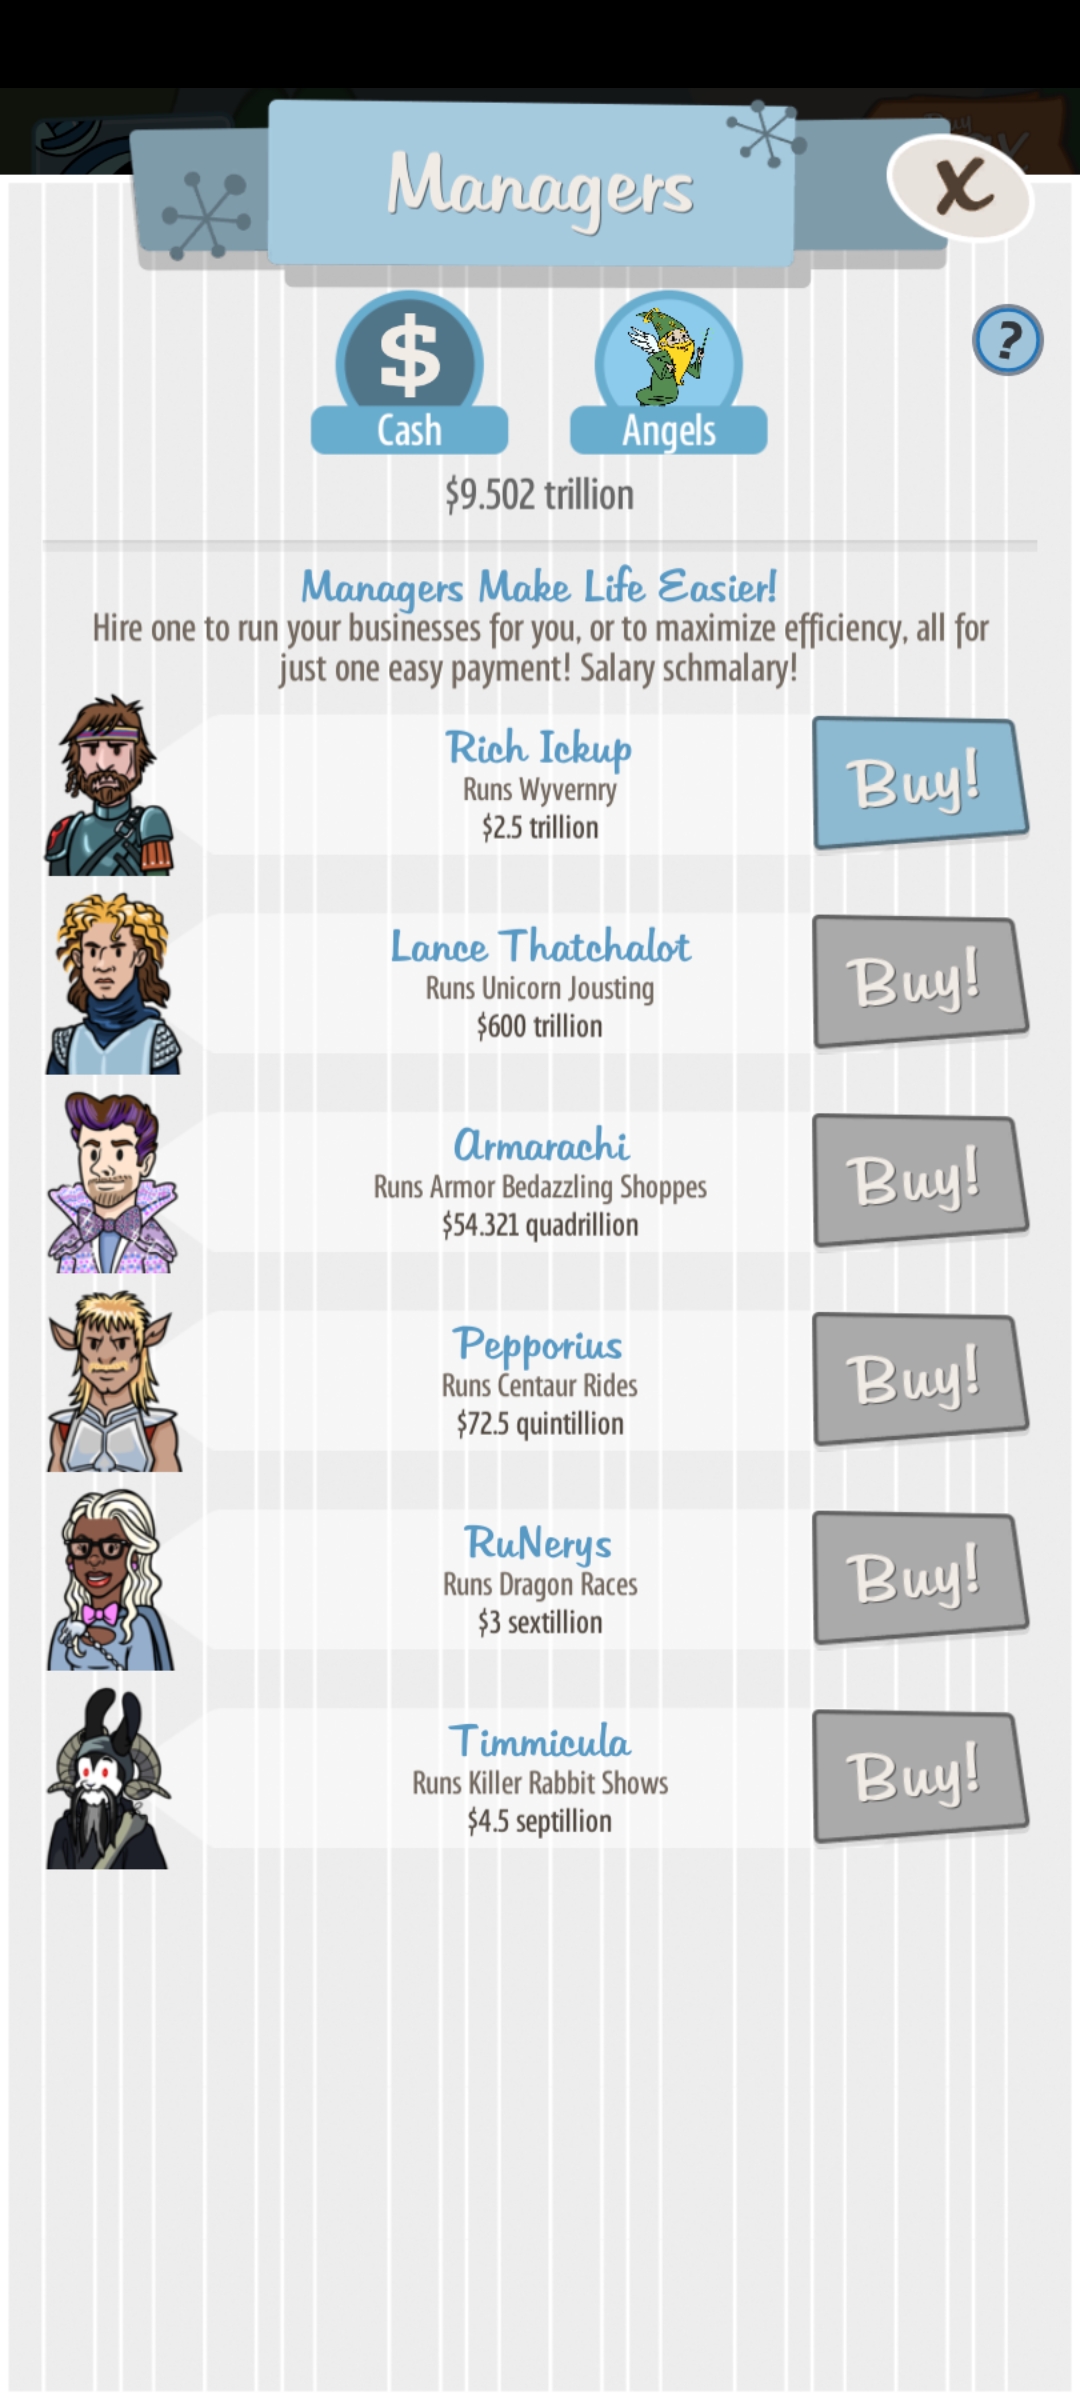 Managers
X
$
?
Cash
Angels
$9.502 trillion
Managers Make Life Easier!
Hire one to run your businesses for you, or to maximize efficiency, all for
just one easy payment! Salary schmalary!
Rich Ickup
Runs Wyvernry
$2.5 trillion
Buy!
Lance Thatchalot
Runs Unicorn Jousting
$600 trillion
Buy!
Armarachi
Runs Armor Bedazzling Shoppes
$54.321 quadrillion
Buy!
Pepporius
Runs Centaur Rides
$72.5 quintillion
Buy!
RuNerys
Runs Dragon Races
$3 sextillion
Buy!
Timmicula
Runs Killer Rabbit Shows
$4.5 septillion
Buy!